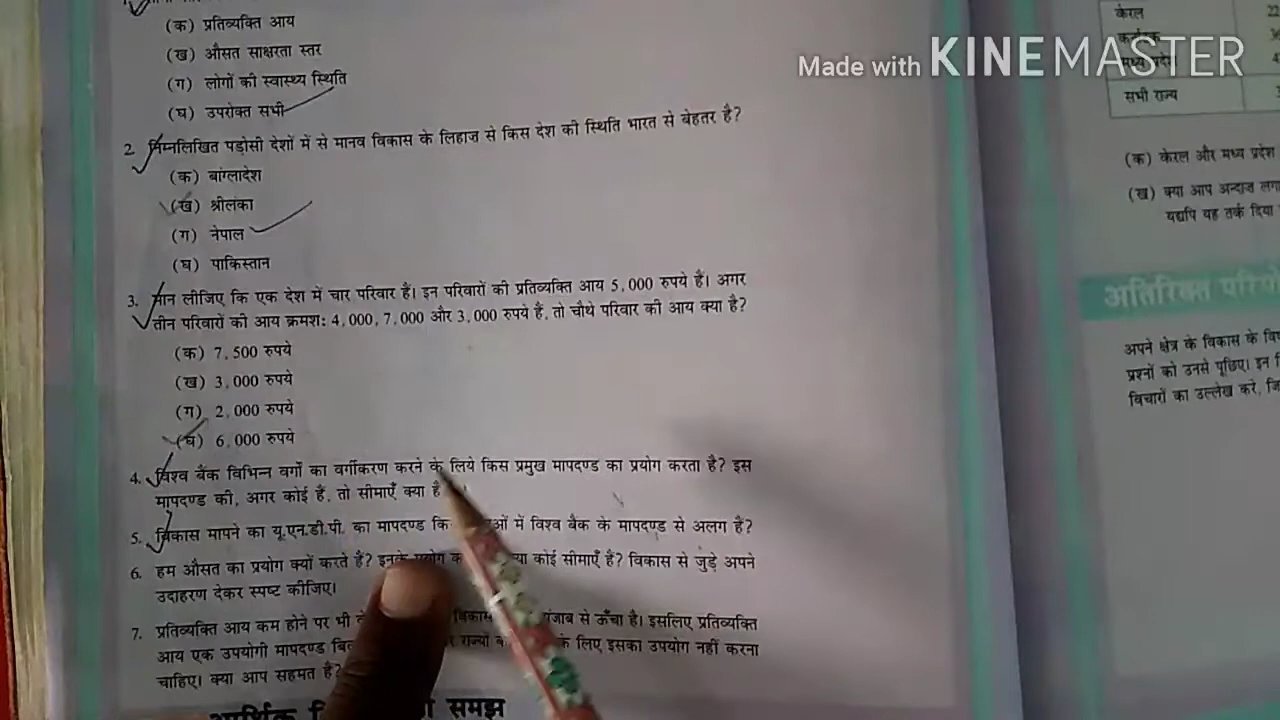 (क) प्रतिव्यक्ति आय
(ख) औसत साक्षरता स्तर
(ग) लोगों की स्वास्थ्य स्थिति
(घ) उपरोक्त सभी
2. निम्नलिखित पड़ोसी देशों में से मानव विकास के लिहाज़ से किस देश की स्थिति भारत से बेहतर है?
(क) बांग्लादेश
(ख) श्रीलंका
(ग) नेपाल
(घ) पाकिस्तान
3. मान लीजिए कि एक देश में चार परिवार हैं। इन परिवारों की प्रतिव्यक्ति आय 5,000 रुपये हैं। अगर
तीन परिवारों की आय क्रमश: 4,000, 7,000 और 3,000 रुपये हैं, तो चौथे परिवार की आय क्या है?
(क) 7,500 रुपये
(ख) 3,000 रुपये
(ग) 2,000 रुपये
(घ) 6,000 रुपये
4. विश्व बैंक विभिन्न वर्गों का वर्गीकरण करने के लिये किस प्रमुख मापदण्ड का प्रयोग करता है? इस
मापदण्ड की, अगर कोई हैं, तो सीमाएँ क्या हैं
5. विकास मापने का यू.एन.डी.पी. का मापदण्ड में विश्व बैंक के मापदण्ड से अलग है?
6. हम औसत का प्रयोग क्यों करते हैं? इनके कोई सीमाएँ हैं? विकास से जुड़े अपने
उदाहरण देकर स्पष्ट कीजिए।
7. प्रतिव्यक्ति आय कम होने पर भी विकास से ऊँचा है। इसलिए प्रतिव्यक्ति
आय एक उपयोगी मापदण्ड राज्यों के लिए इसका उपयोग नहीं करना
चाहिए। क्या आप सहमत हैं?
समझ
Made with KINEMASTER
केरल 22
मध्य प्रदेश 4
सभी राज्य
(क) केरल और मध्य प्रदेश
(ख) क्या आप अन्दाज़
यद्यपि यह तर्क दिया
अतिरिक्त
अपने क्षेत्र के विकास के
प्रश्नों को उनसे पूछिए। इन
विचारों का उल्लेख करे,